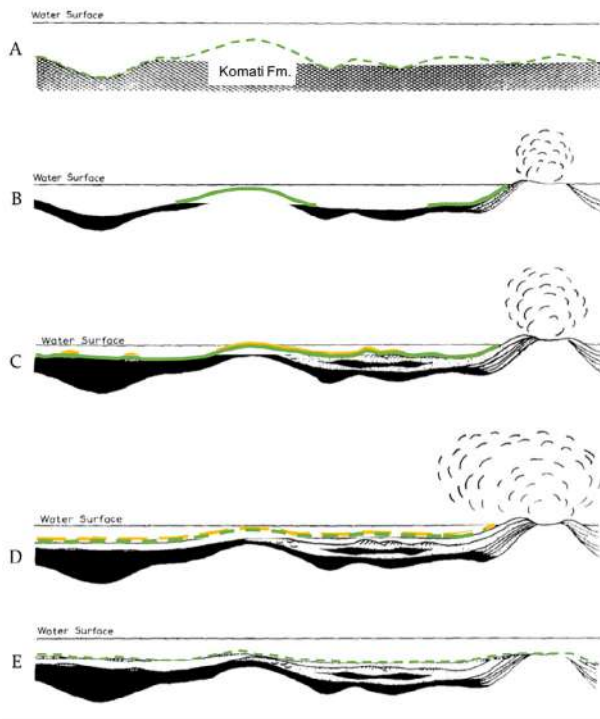 Water Surface
A
Komati Fm.
Water Surface
B
Water Surface
C
Water Surface
D
Water Surface
E